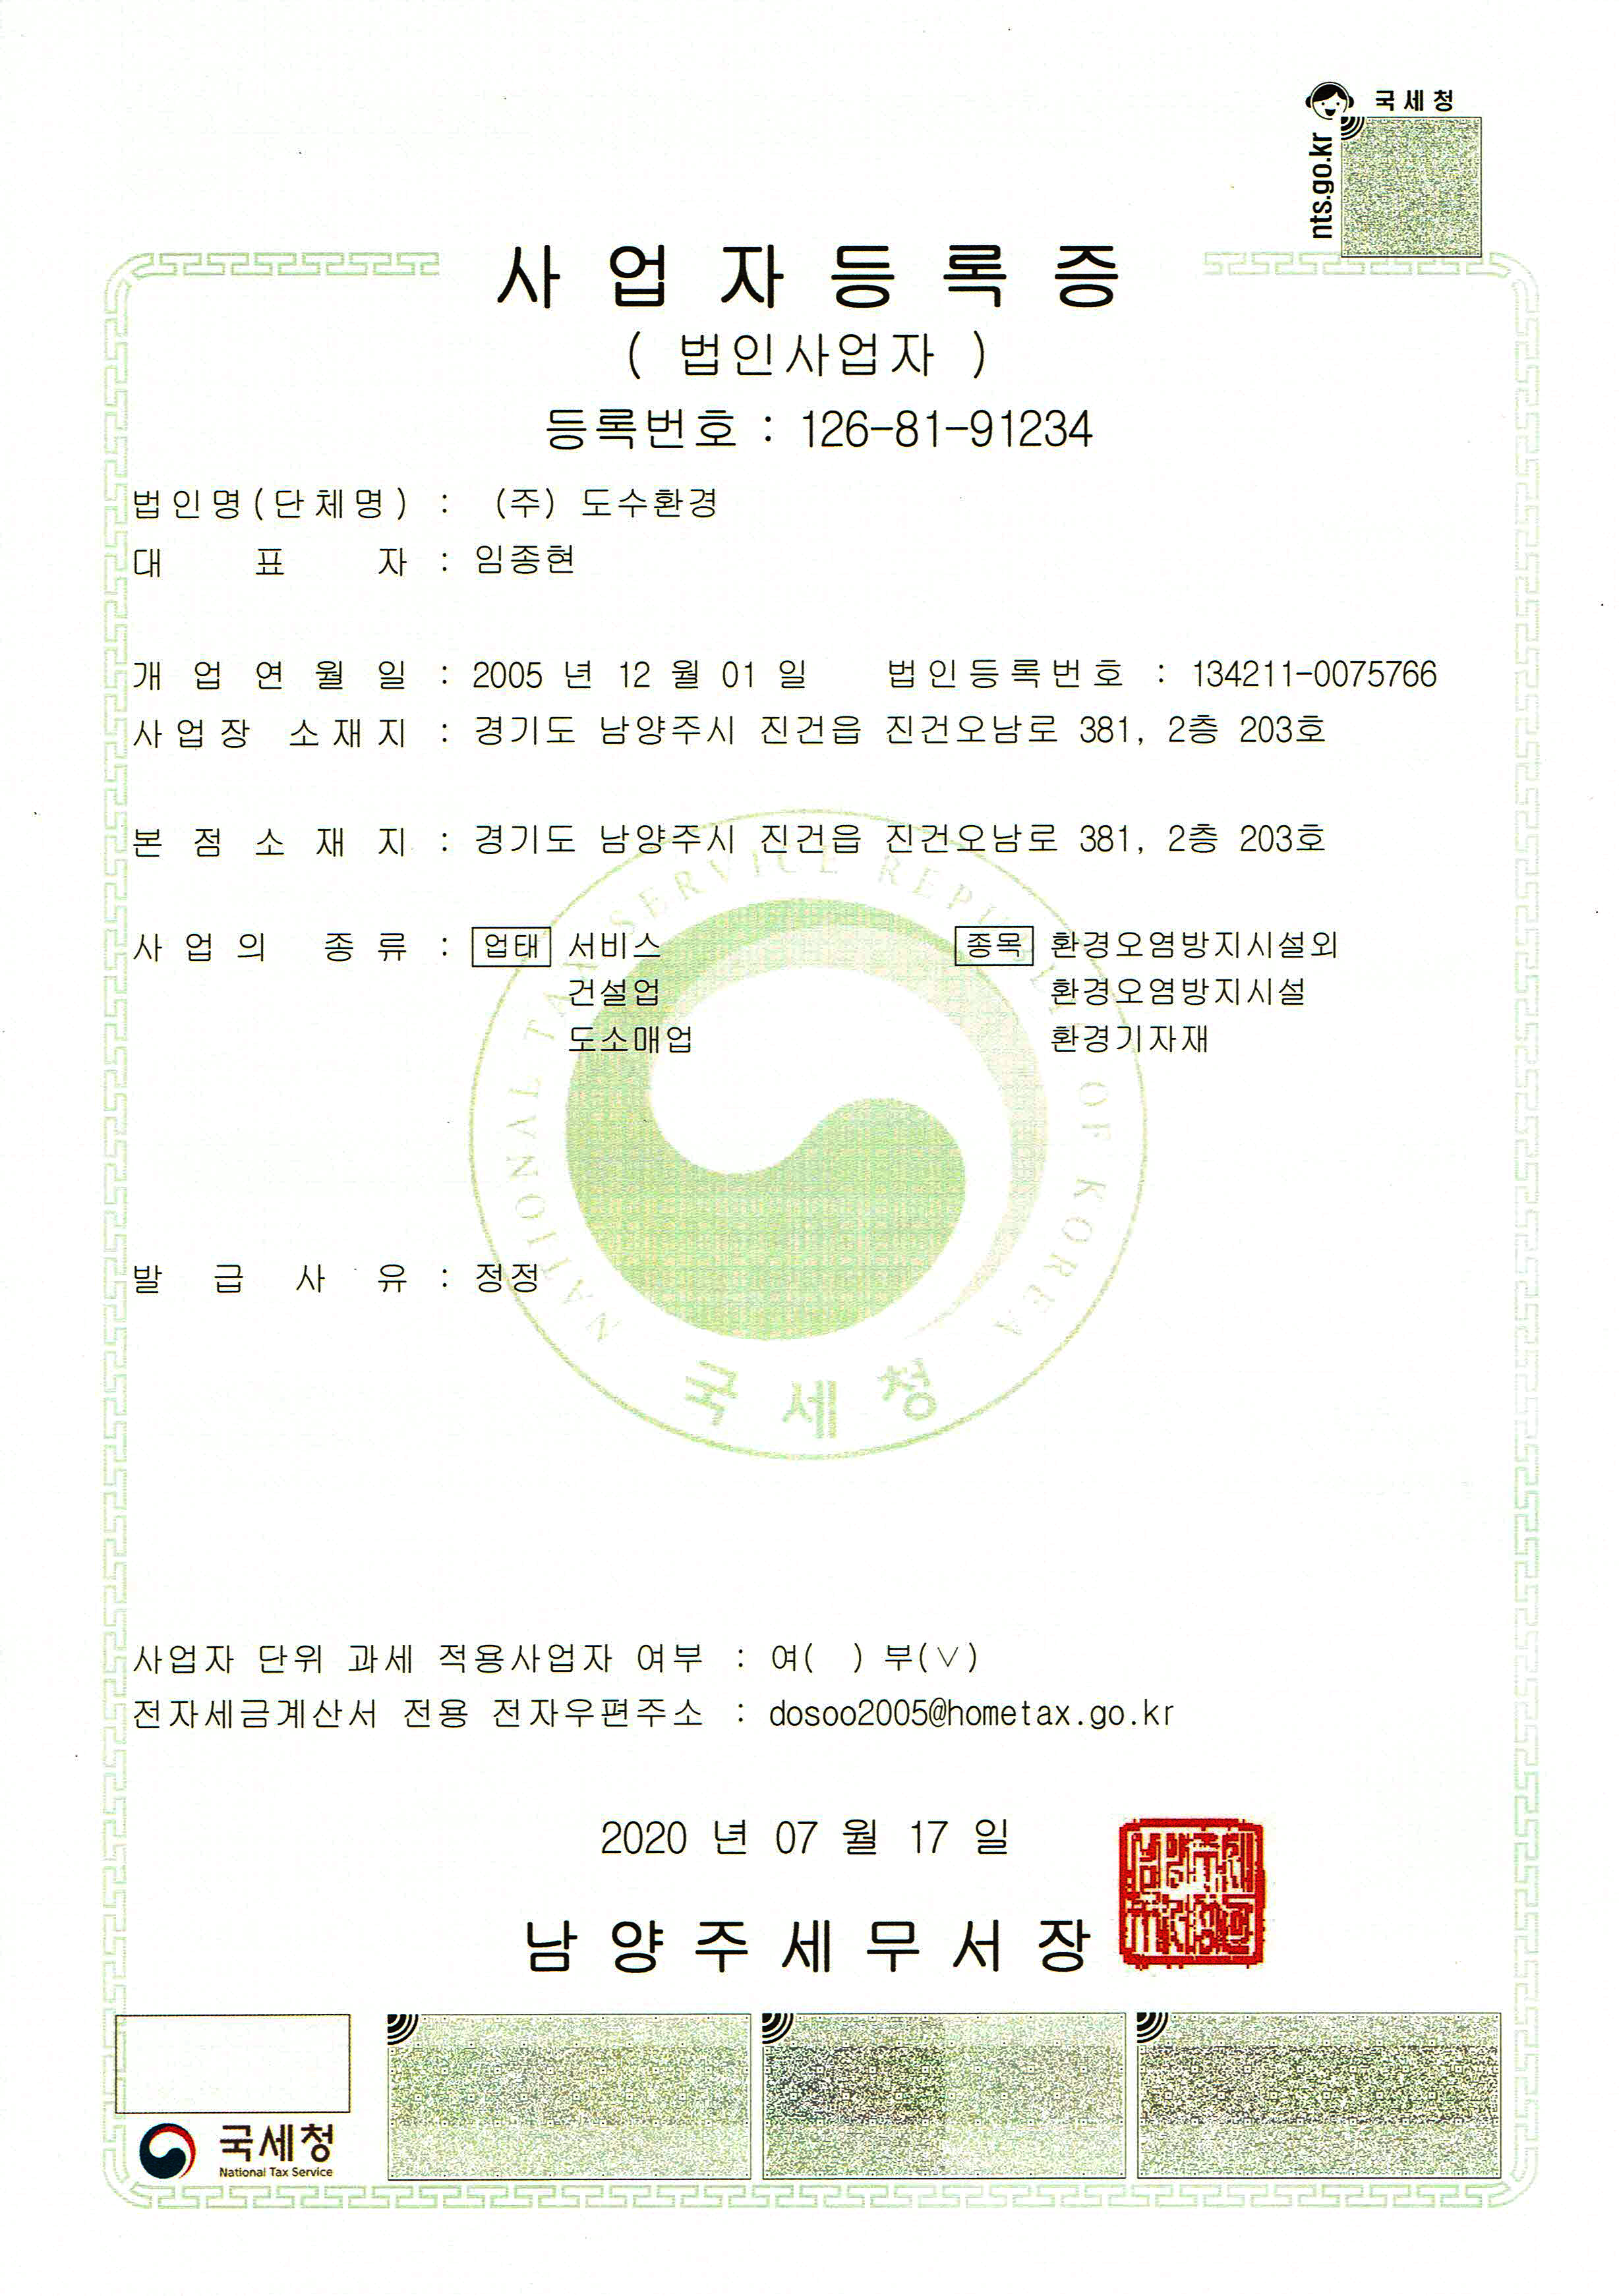 국세청
nts.go.kr
사업자등록증
( 법인사업자 )
등록번호 : 126-81-91234
법인명(단체명) : (주) 도수환경
대 표 자 : 임종현
개 업 연 월 일 : 2005 년 12 월 01 일 법인등록번호 : 134211-0075766
사업장 소재지 : 경기도 남양주시 진건읍 진건오남로 381, 2층 203호
본 점 소 재 지 : 경기도 남양주시 진건읍 진건오남로 381, 2층 203호
사 업 의 종 류 : 업태 서비스 종목 환경오염방지시설외
건설업 환경오염방지시설
도소매업 환경기자재
NATIONAL TAX SERVICE REPUBLIC OF KOREA
국세청
발 급 사 유 : 정정
사업자 단위 과세 적용사업자 여부 : 여( ) 부(∨)
전자세금계산서 전용 전자우편주소 : dosoo2005@hometax.go.kr
2020 년 07 월 17 일
남양주세무서장
국세청
National Tax Service